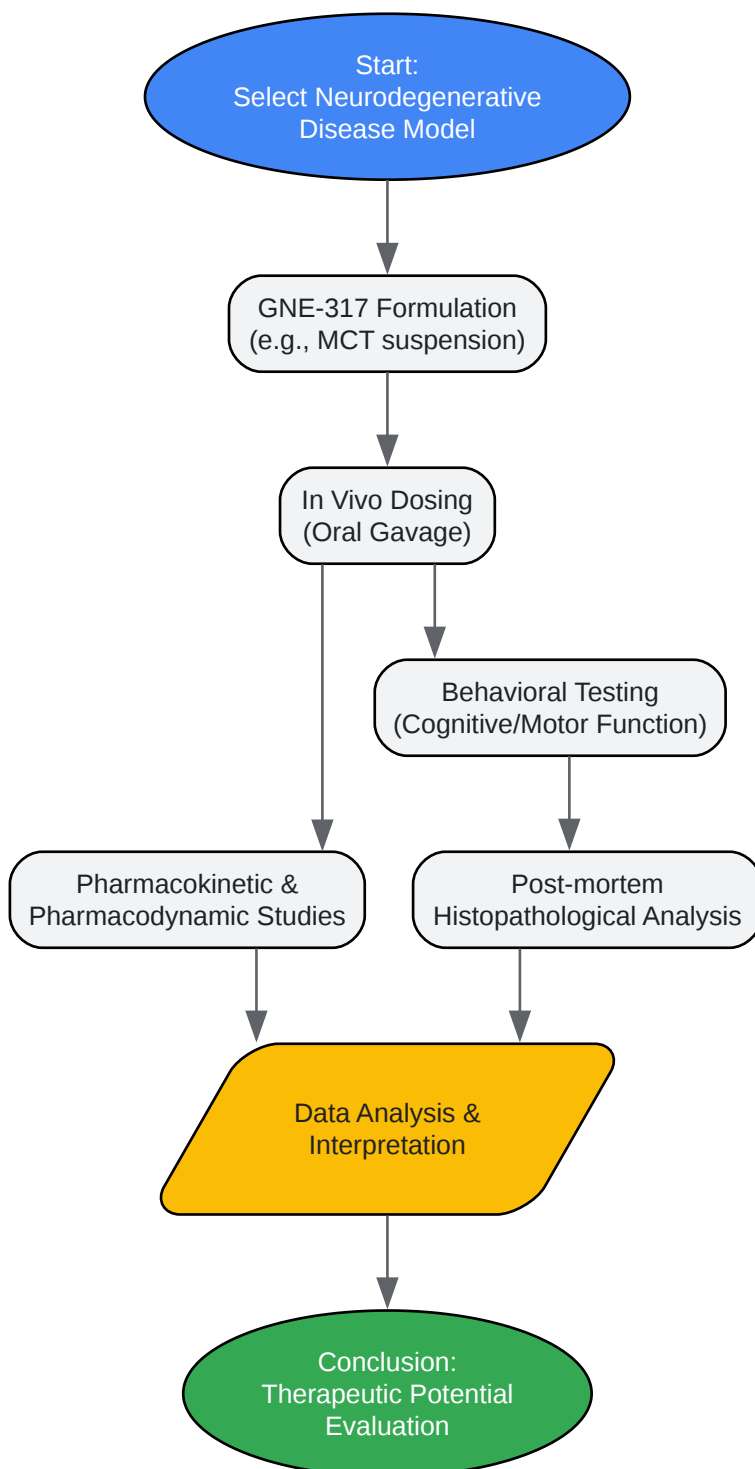 Start:
Select Neurodegenerative
Disease Model
GNE-317 Formulation
(e.g., MCT suspension)
In Vivo Dosing
(Oral Gavage)
Behavioral Testing
(Cognitive/Motor Function)
Pharmacokinetic &
Pharmacodynamic Studies
Post-mortem
Histopathological Analysis
Data Analysis &
Interpretation
Conclusion:
Therapeutic Potential
Evaluation